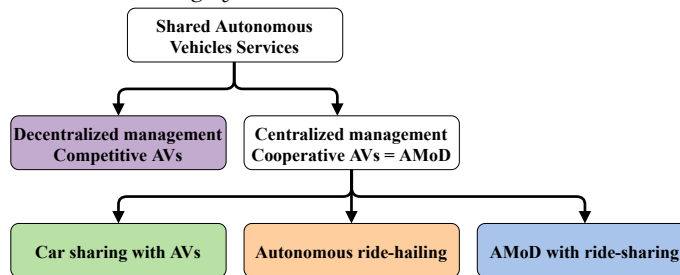 Shared Autonomous
Vehicles Services
Decentralized management
Competitive AVs
Centralized management
Cooperative AVs = AMoD
Car sharing with AVs
Autonomous ride-hailing
AMoD with ride-sharing